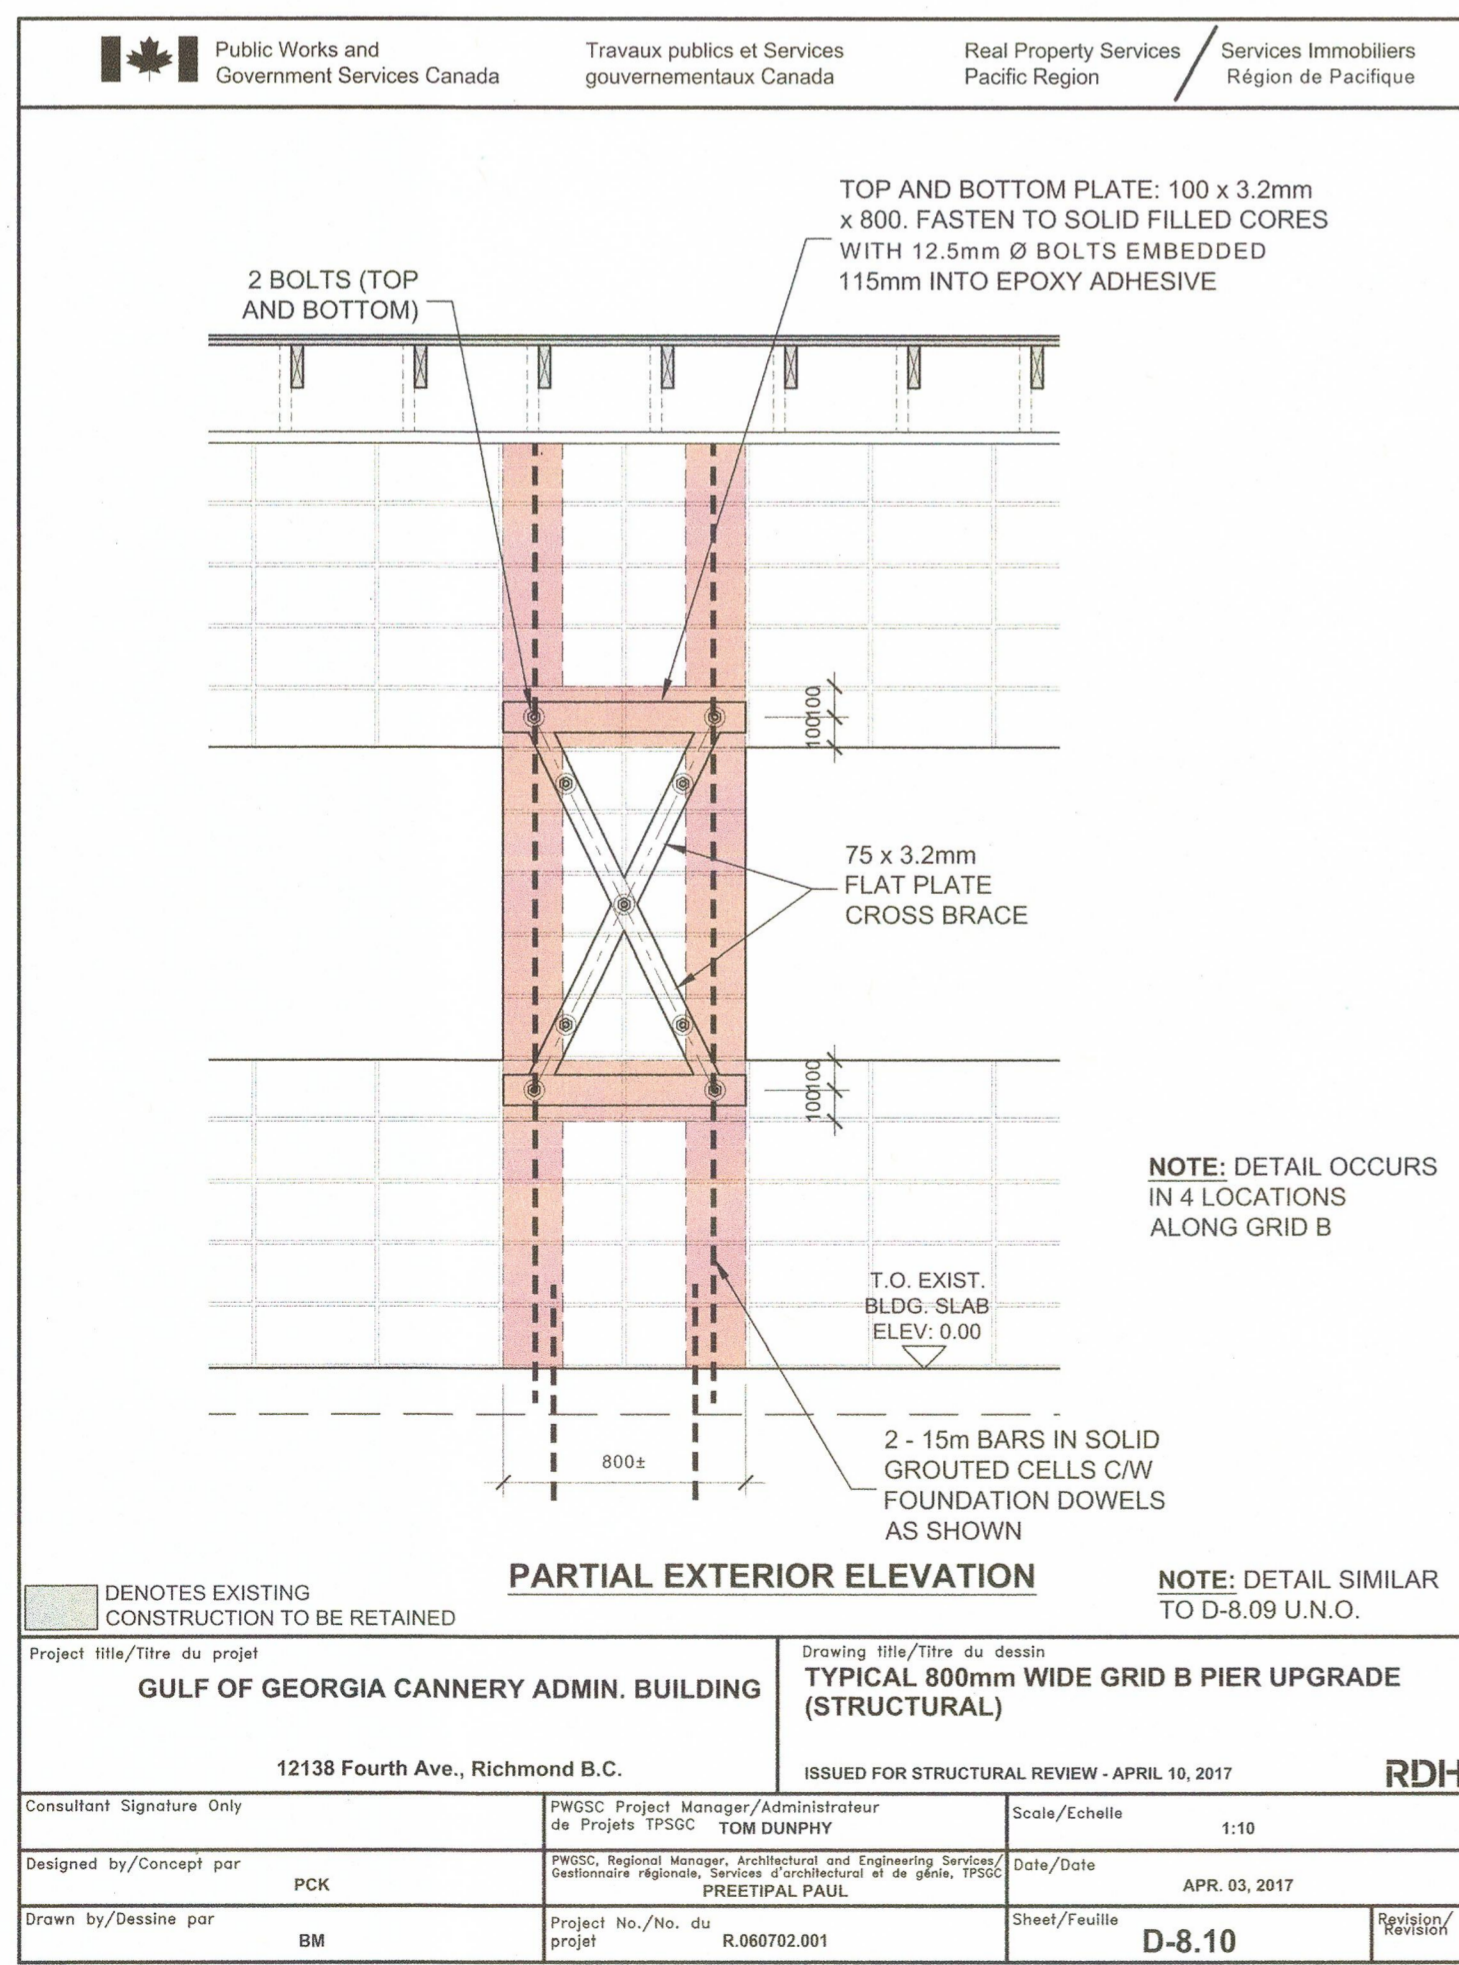 Public Works and
Government Services Canada
Travaux publics et Services
gouvernementaux Canada
Real Property Services
Pacific Region
Services Immobiliers
Région de Pacifique
TOP AND BOTTOM PLATE: 100 x 3.2mm
x 800. FASTEN TO SOLID FILLED CORES
WITH 12.5mm Ø BOLTS EMBEDDED
115mm INTO EPOXY ADHESIVE
2 BOLTS (TOP
AND BOTTOM)
100
100
75 x 3.2mm
FLAT PLATE
CROSS BRACE
100
100
NOTE: DETAIL OCCURS
IN 4 LOCATIONS
ALONG GRID B
T.O. EXIST.
BLDG. SLAB
ELEV: 0.00
800±
2 - 15m BARS IN SOLID
GROUTED CELLS C/W
FOUNDATION DOWELS
AS SHOWN
PARTIAL EXTERIOR ELEVATION
NOTE: DETAIL SIMILAR
TO D-8.09 U.N.O.
DENOTES EXISTING
CONSTRUCTION TO BE RETAINED
Project title/Titre du projet
GULF OF GEORGIA CANNERY ADMIN. BUILDING
12138 Fourth Ave., Richmond B.C.
Drawing title/Titre du dessin
TYPICAL 800mm WIDE GRID B PIER UPGRADE
(STRUCTURAL)
ISSUED FOR STRUCTURAL REVIEW - APRIL 10, 2017
RDH
Consultant Signature Only
PWGSC Project Manager/Administrateur
de Projets TPSGC TOM DUNPHY
Scale/Echelle
1:10
Designed by/Concept par
PCK
PWGSC, Regional Manager, Architectural and Engineering Services/
Gestionnaire régionale, Services d'architectural et de génie, TPSGC
PREETIPAL PAUL
Date/Date
APR. 03, 2017
Drawn by/Dessine par
BM
Project No./No. du
projet R.060702.001
Sheet/Feuille
D-8.10
Revision/
Revision